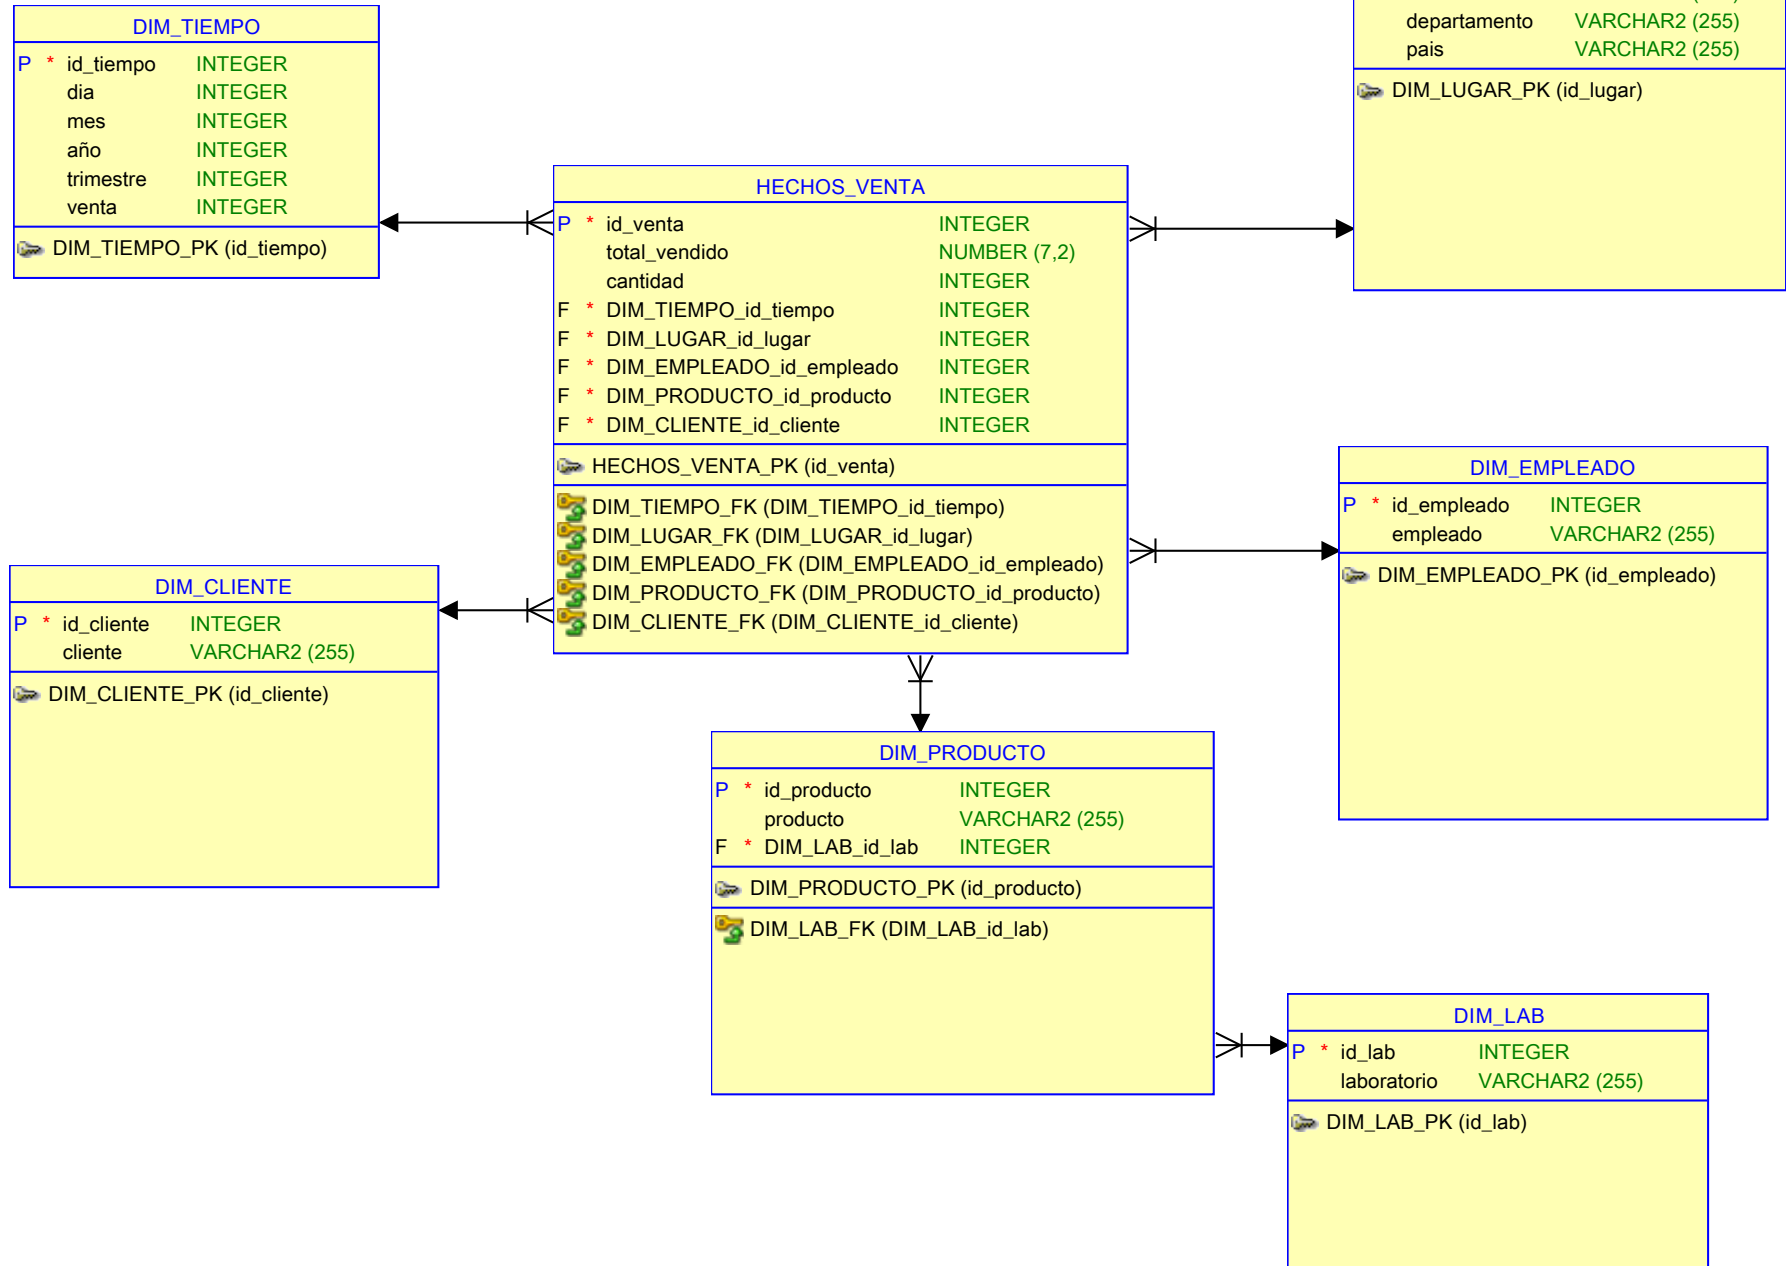 DIM_TIEMPO
P * id_tiempo INTEGER
dia INTEGER
mes INTEGER
año INTEGER
trimestre INTEGER
venta INTEGER
DIM_TIEMPO_PK (id_tiempo)
departamento VARCHAR2 (255)
pais VARCHAR2 (255)
DIM_LUGAR_PK (id_lugar)
HECHOS_VENTA
P * id_venta INTEGER
total_vendido NUMBER (7,2)
cantidad INTEGER
F * DIM_TIEMPO_id_tiempo INTEGER
F * DIM_LUGAR_id_lugar INTEGER
F * DIM_EMPLEADO_id_empleado INTEGER
F * DIM_PRODUCTO_id_producto INTEGER
F * DIM_CLIENTE_id_cliente INTEGER
HECHOS_VENTA_PK (id_venta)
DIM_TIEMPO_FK (DIM_TIEMPO_id_tiempo)
DIM_LUGAR_FK (DIM_LUGAR_id_lugar)
DIM_EMPLEADO_FK (DIM_EMPLEADO_id_empleado)
DIM_PRODUCTO_FK (DIM_PRODUCTO_id_producto)
DIM_CLIENTE_FK (DIM_CLIENTE_id_cliente)
DIM_EMPLEADO
P * id_empleado INTEGER
empleado VARCHAR2 (255)
DIM_EMPLEADO_PK (id_empleado)
DIM_CLIENTE
P * id_cliente INTEGER
cliente VARCHAR2 (255)
DIM_CLIENTE_PK (id_cliente)
DIM_PRODUCTO
P * id_producto INTEGER
producto VARCHAR2 (255)
F * DIM_LAB_id_lab INTEGER
DIM_PRODUCTO_PK (id_producto)
DIM_LAB_FK (DIM_LAB_id_lab)
DIM_LAB
P * id_lab INTEGER
laboratorio VARCHAR2 (255)
DIM_LAB_PK (id_lab)